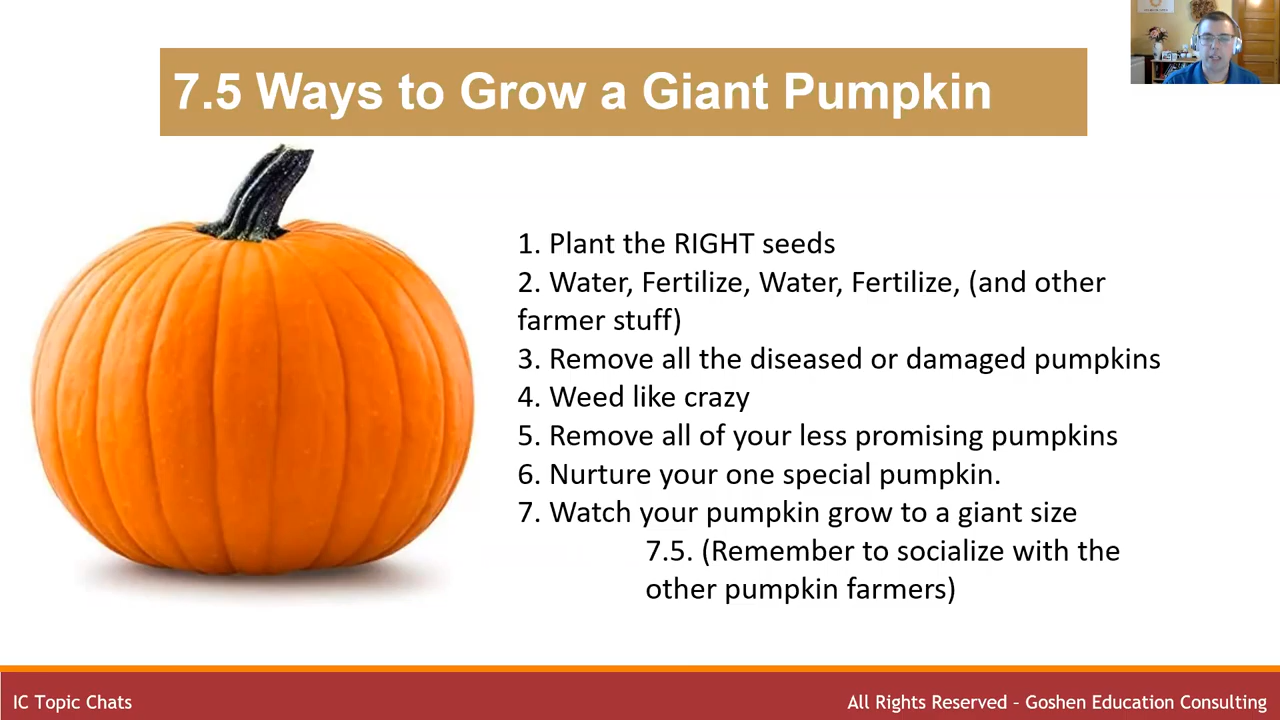 7.5 Ways to Grow a Giant Pumpkin
1. Plant the RIGHT seeds
2. Water, Fertilize, Water, Fertilize, (and other
farmer stuff)
3. Remove all the diseased or damaged pumpkins
4. Weed like crazy
5. Remove all of your less promising pumpkins
6. Nurture your one special pumpkin.
7. Watch your pumpkin grow to a giant size
7.5. (Remember to socialize with the
other pumpkin farmers)
IC Topic Chats
All Rights Reserved – Goshen Education Consulting